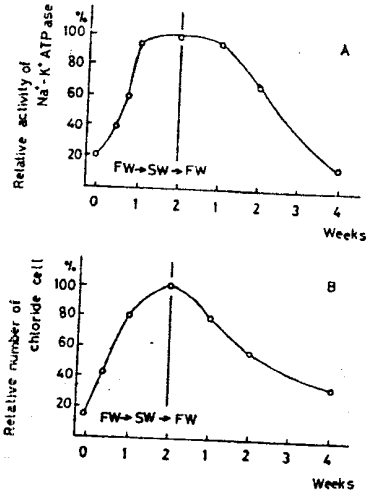 Relative activity of
Na⁺-K⁺ ATPase
%
100
80
60
40
20
A
FW→SW→FW
0 1 2 1 2 4
Weeks
Relative number of
chloride cell
%
100
80
60
40
20
B
FW→SW→FW
0 1 2 1 2 4
Weeks